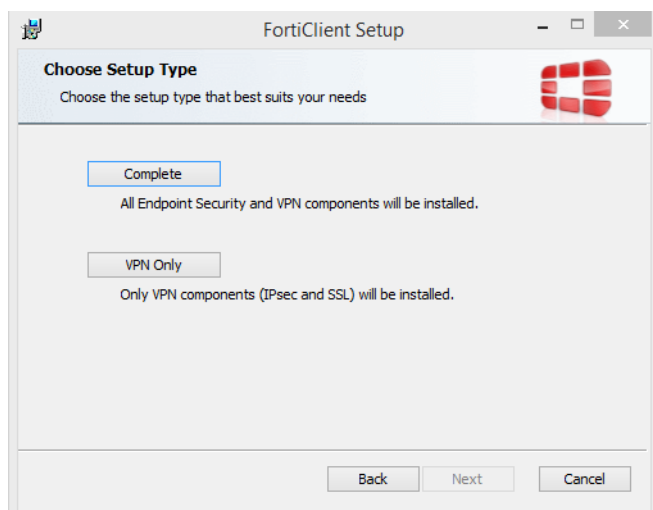 FortiClient Setup
Choose Setup Type
Choose the setup type that best suits your needs
Complete
All Endpoint Security and VPN components will be installed.
VPN Only
Only VPN components (IPsec and SSL) will be installed.
Back Next Cancel